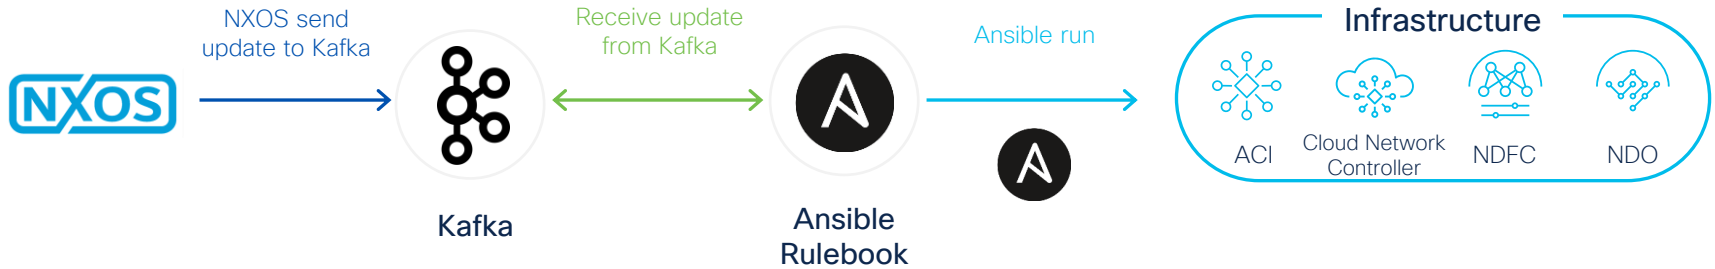 NXOS
NXOS send
update to Kafka
Kafka
Receive update
from Kafka
Ansible
Rulebook
Ansible run
Infrastructure
ACI
Cloud Network
Controller
NDFC
NDO